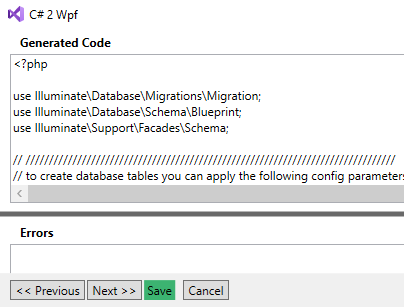 C# 2 Wpf
Generated Code
<?php
use Illuminate\Database\Migrations\Migration;
use Illuminate\Database\Schema\Blueprint;
use Illuminate\Support\Facades\Schema;
// ///////////////////////////////////////////////////////////////////////////////
// to create database tables you can apply the following config parameters
Errors
<< Previous
Next >>
Save
Cancel